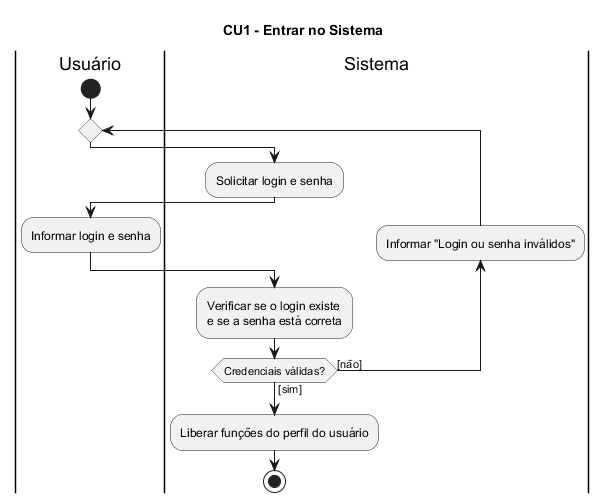 CU1 - Entrar no Sistema
Usuário
Sistema
Solicitar login e senha
Informar login e senha
Informar "Login ou senha inválidos"
Verificar se o login existe
e se a senha está correta
Credenciais válidas?
[não]
[sim]
Liberar funções do perfil do usuário